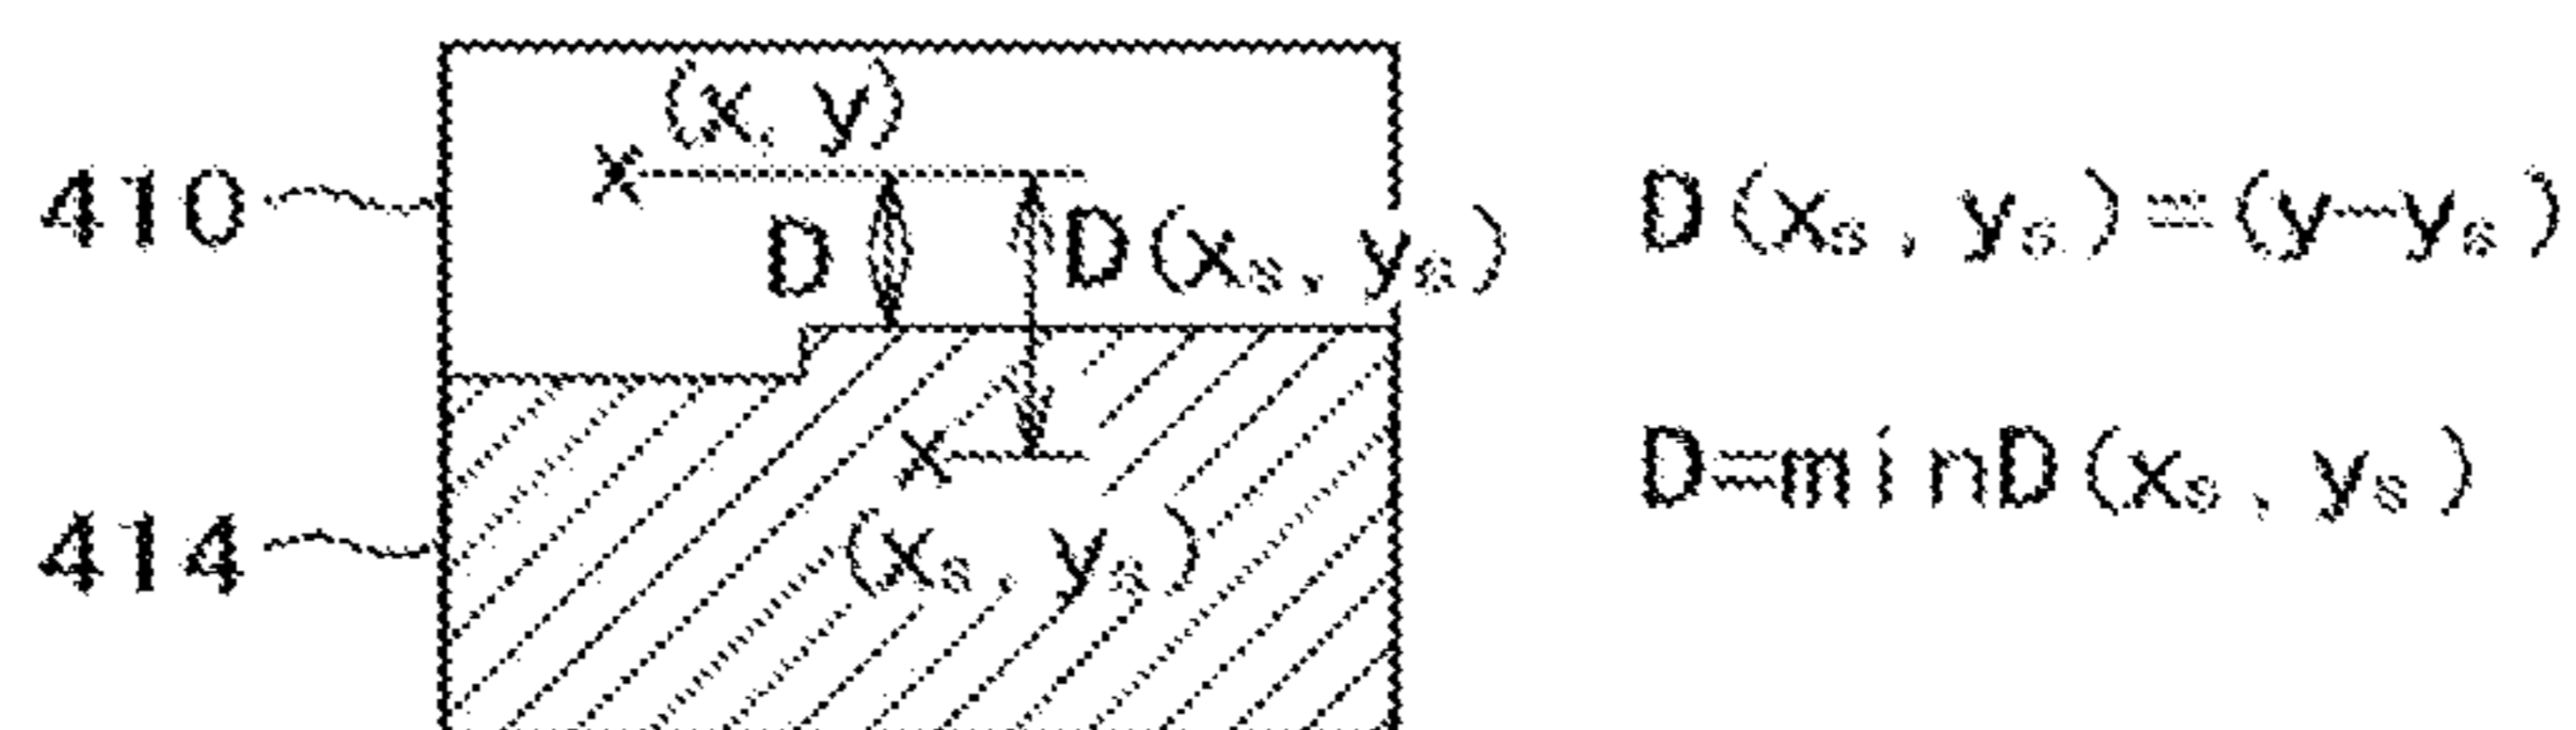 (x, y)
410
D
D(xₛ, yₛ)
D(xₛ, yₛ)=(y-yₛ)
D=minD(xₛ, yₛ)
414
(xₛ, yₛ)